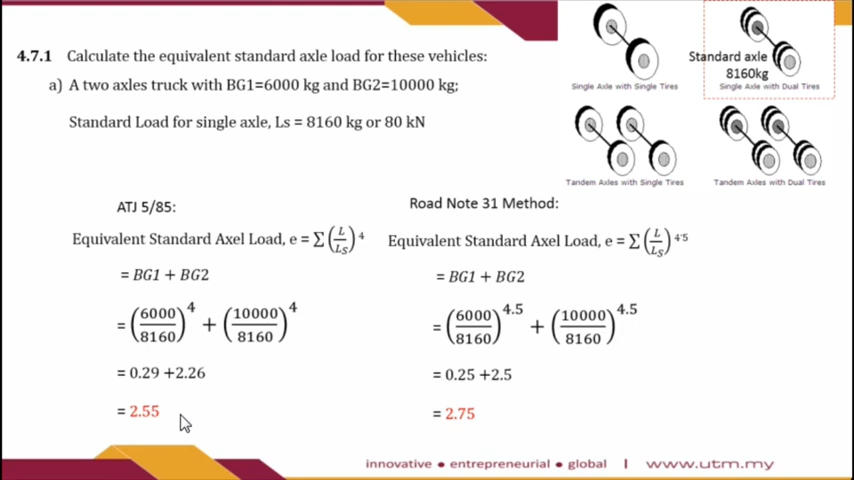 4.7.1 Calculate the equivalent standard axle load for these vehicles:
a) A two axles truck with BG1=6000 kg and BG2=10000 kg;
Standard Load for single axle, Ls = 8160 kg or 80 kN
Single Axle with Single Tires
Standard axle
8160kg
Single Axle with Dual Tires
Tandem Axles with Single Tires
Tandem Axles with Dual Tires
ATJ 5/85:
Equivalent Standard Axel Load, e = Σ (L/Ls)^4
= BG1 + BG2
= (6000/8160)^4 + (10000/8160)^4
= 0.29 +2.26
= 2.55
Road Note 31 Method:
Equivalent Standard Axel Load, e = Σ (L/Ls)^4.5
= BG1 + BG2
= (6000/8160)^4.5 + (10000/8160)^4.5
= 0.25 +2.5
= 2.75
innovative ● entrepreneurial ● global | www.utm.my